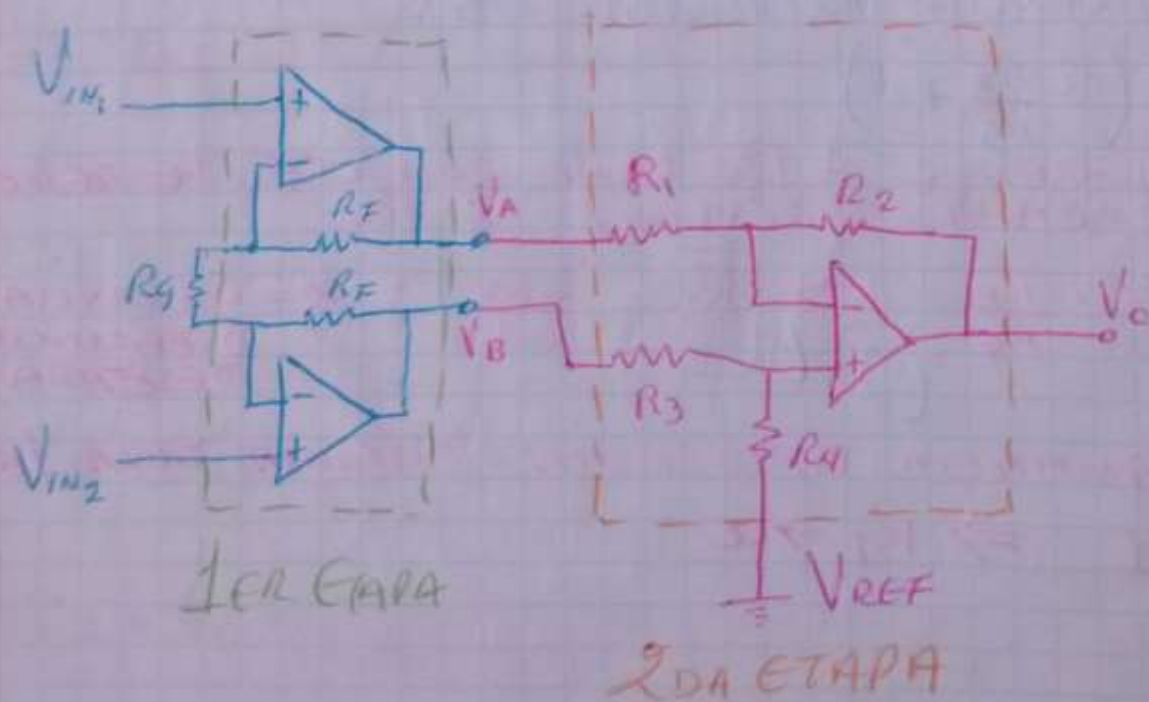 VIN1
RF
RG
RF
VIN2
VA
VB
R1
R2
R3
R4
VO
VREF
1ER ETAPA
2DA ETAPA